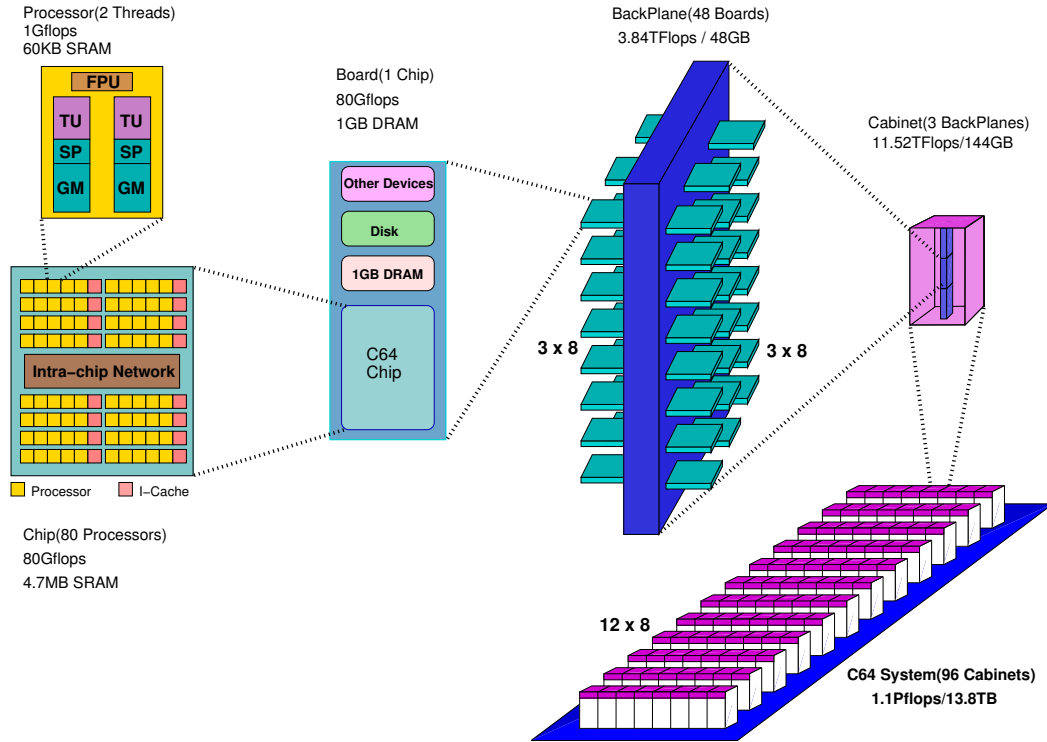 Processor(2 Threads)
1Gflops
60KB SRAM
FPU
TU
TU
SP
SP
GM
GM
Intra-chip Network
Processor
I-Cache
Chip(80 Processors)
80Gflops
4.7MB SRAM
Board(1 Chip)
80Gflops
1GB DRAM
Other Devices
Disk
1GB DRAM
C64
Chip
BackPlane(48 Boards)
3.84TFlops / 48GB
3 x 8
3 x 8
Cabinet(3 BackPlanes)
11.52TFlops/144GB
12 x 8
C64 System(96 Cabinets)
1.1Pflops/13.8TB